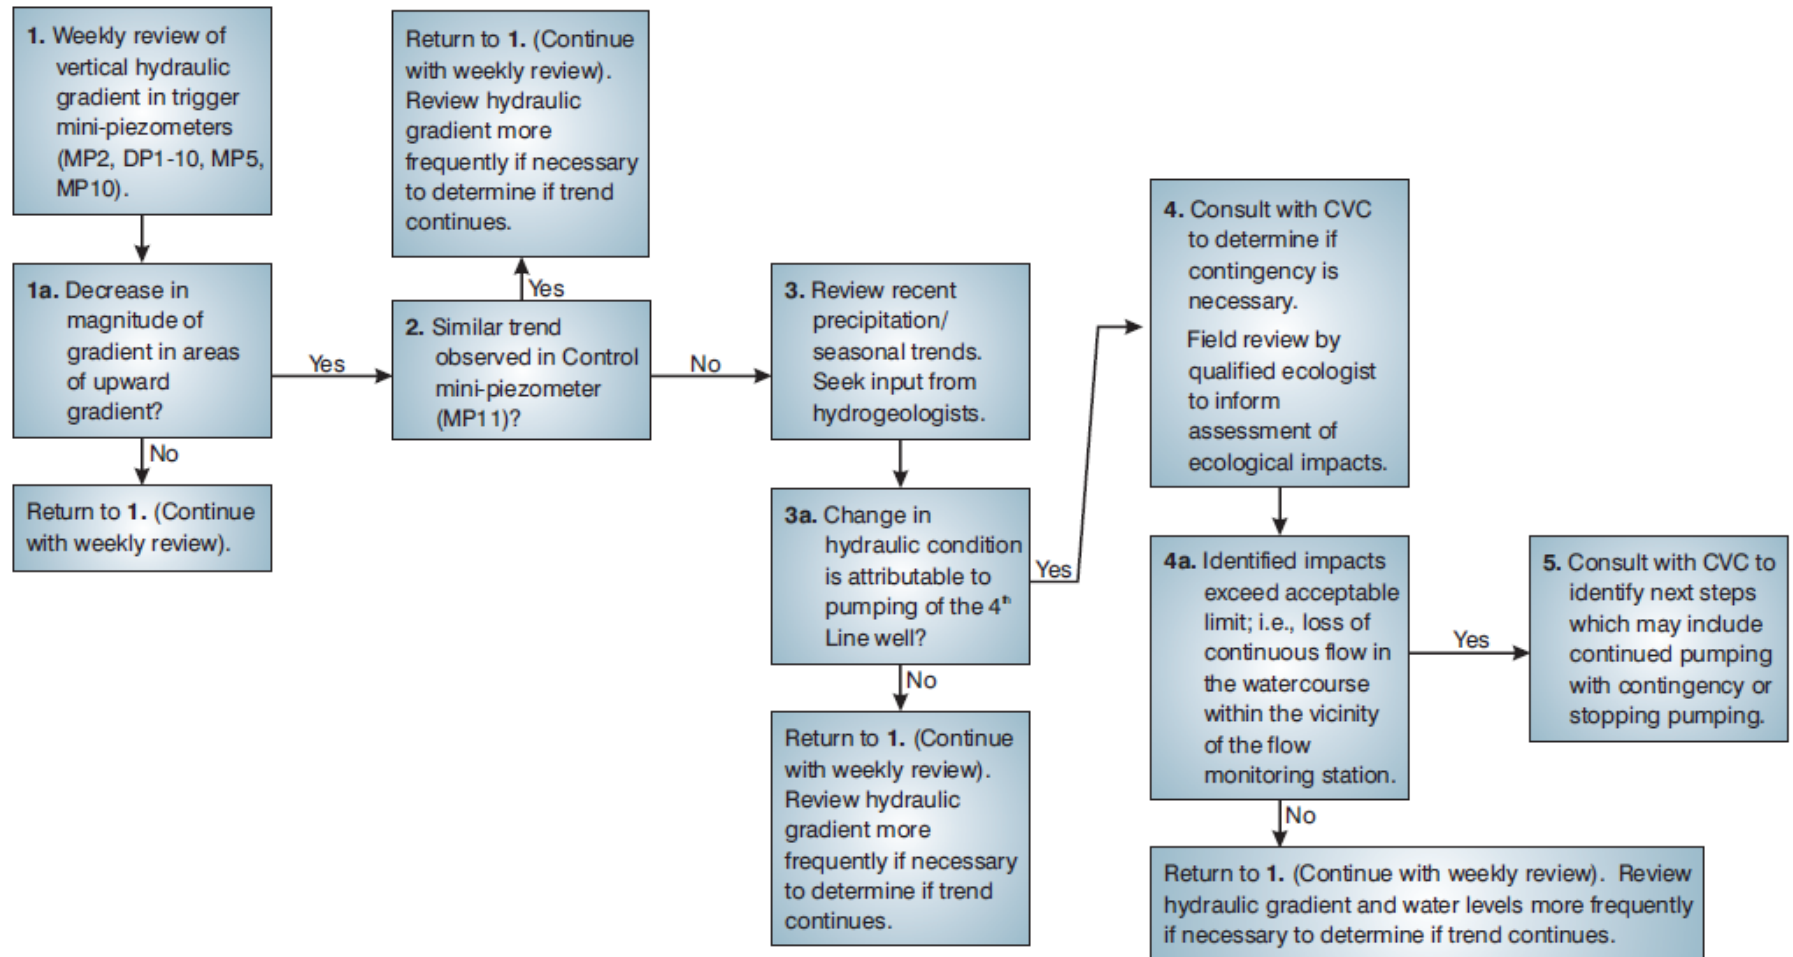 1. Weekly review of
vertical hydraulic
gradient in trigger
mini-piezometers
(MP2, DP1-10, MP5,
MP10).
1a. Decrease in
magnitude of
gradient in areas
of upward
gradient?
Yes
No
Return to 1. (Continue
with weekly review).
Return to 1. (Continue
with weekly review).
Review hydraulic
gradient more
frequently if necessary
to determine if trend
continues.
Yes
2. Similar trend
observed in Control
mini-piezometer
(MP11)?
No
3. Review recent
precipitation/
seasonal trends.
Seek input from
hydrogeologists.
3a. Change in
hydraulic condition
is attributable to
pumping of the 4th
Line well?
Yes
No
Return to 1. (Continue
with weekly review).
Review hydraulic
gradient more
frequently if necessary
to determine if trend
continues.
4. Consult with CVC
to determine if
contingency is
necessary.
Field review by
qualified ecologist
to inform
assessment of
ecological impacts.
4a. Identified impacts
exceed acceptable
limit; i.e., loss of
continuous flow in
the watercourse
within the vicinity
of the flow
monitoring station.
Yes
No
Return to 1. (Continue with weekly review). Review
hydraulic gradient and water levels more frequently
if necessary to determine if trend continues.
5. Consult with CVC to
identify next steps
which may include
continued pumping
with contingency or
stopping pumping.